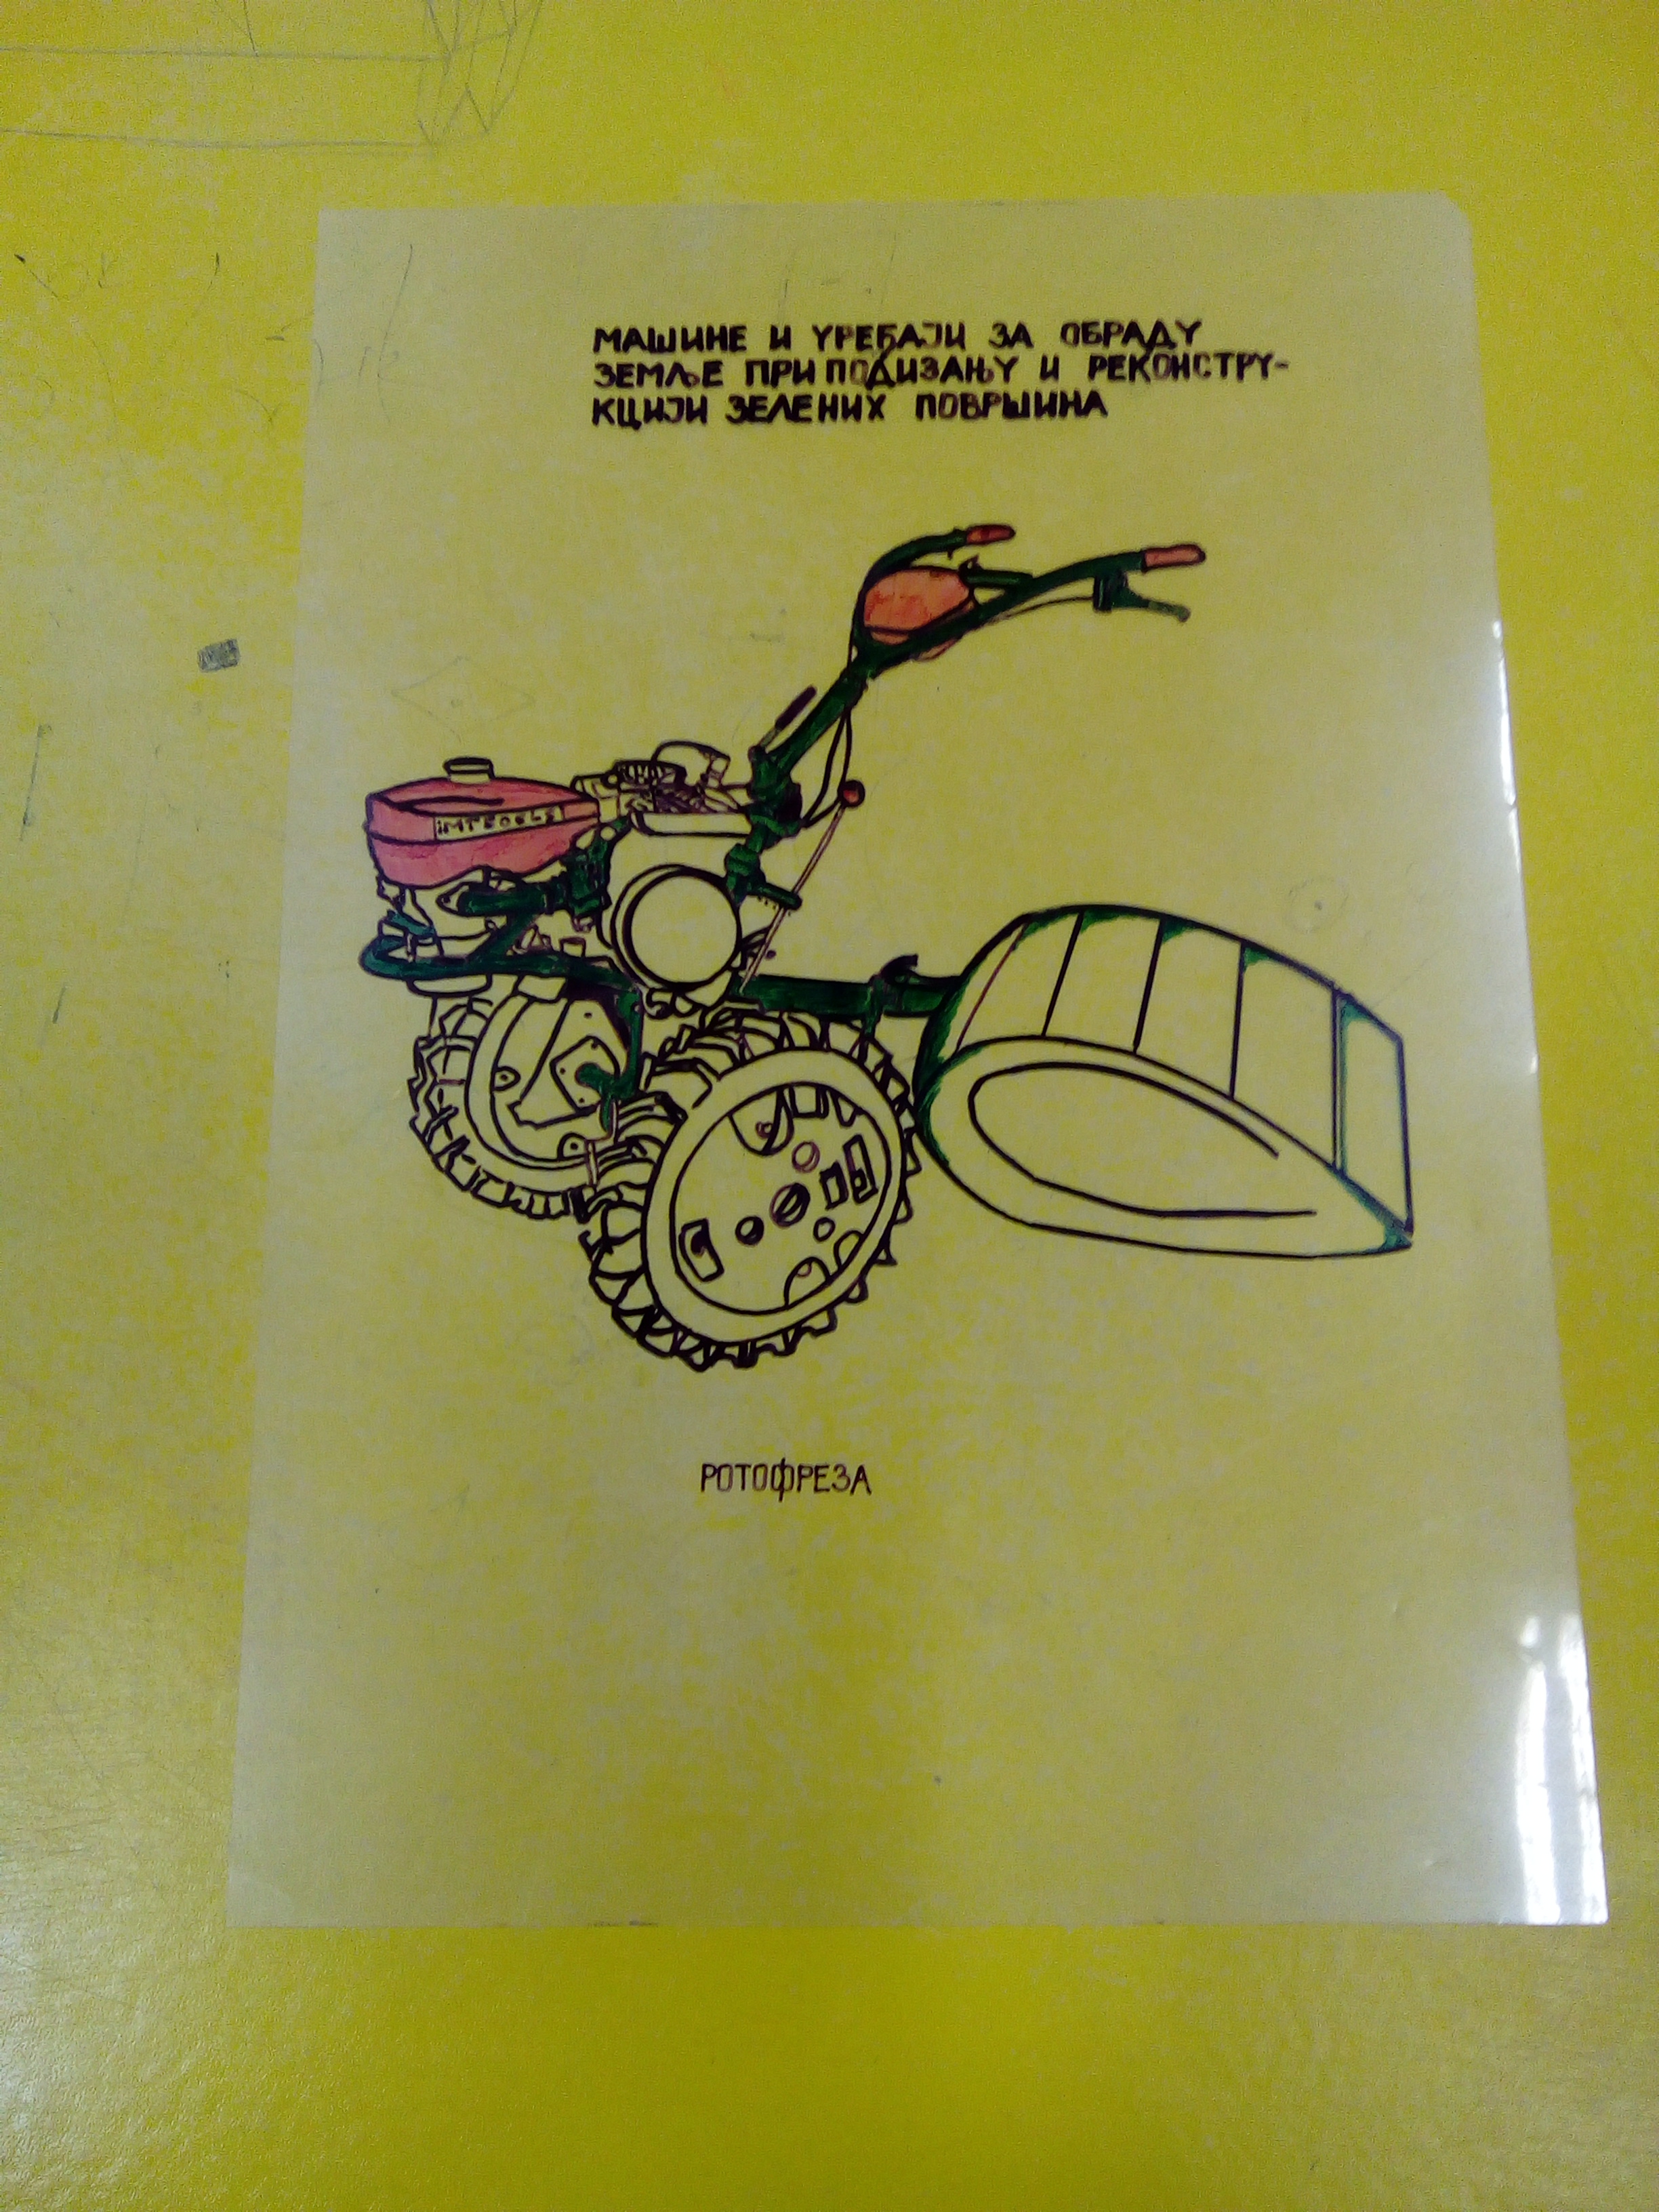 МАШИНЕ И УРЕЂАЈИ ЗА ОБРАДУ
ЗЕМЉЕ ПРИ ПОДИЗАЊУ И РЕКОНСТРУ-
КЦИЈИ ЗЕЛЕНИХ ПОВРШИНА
РОТОФРЕЗА